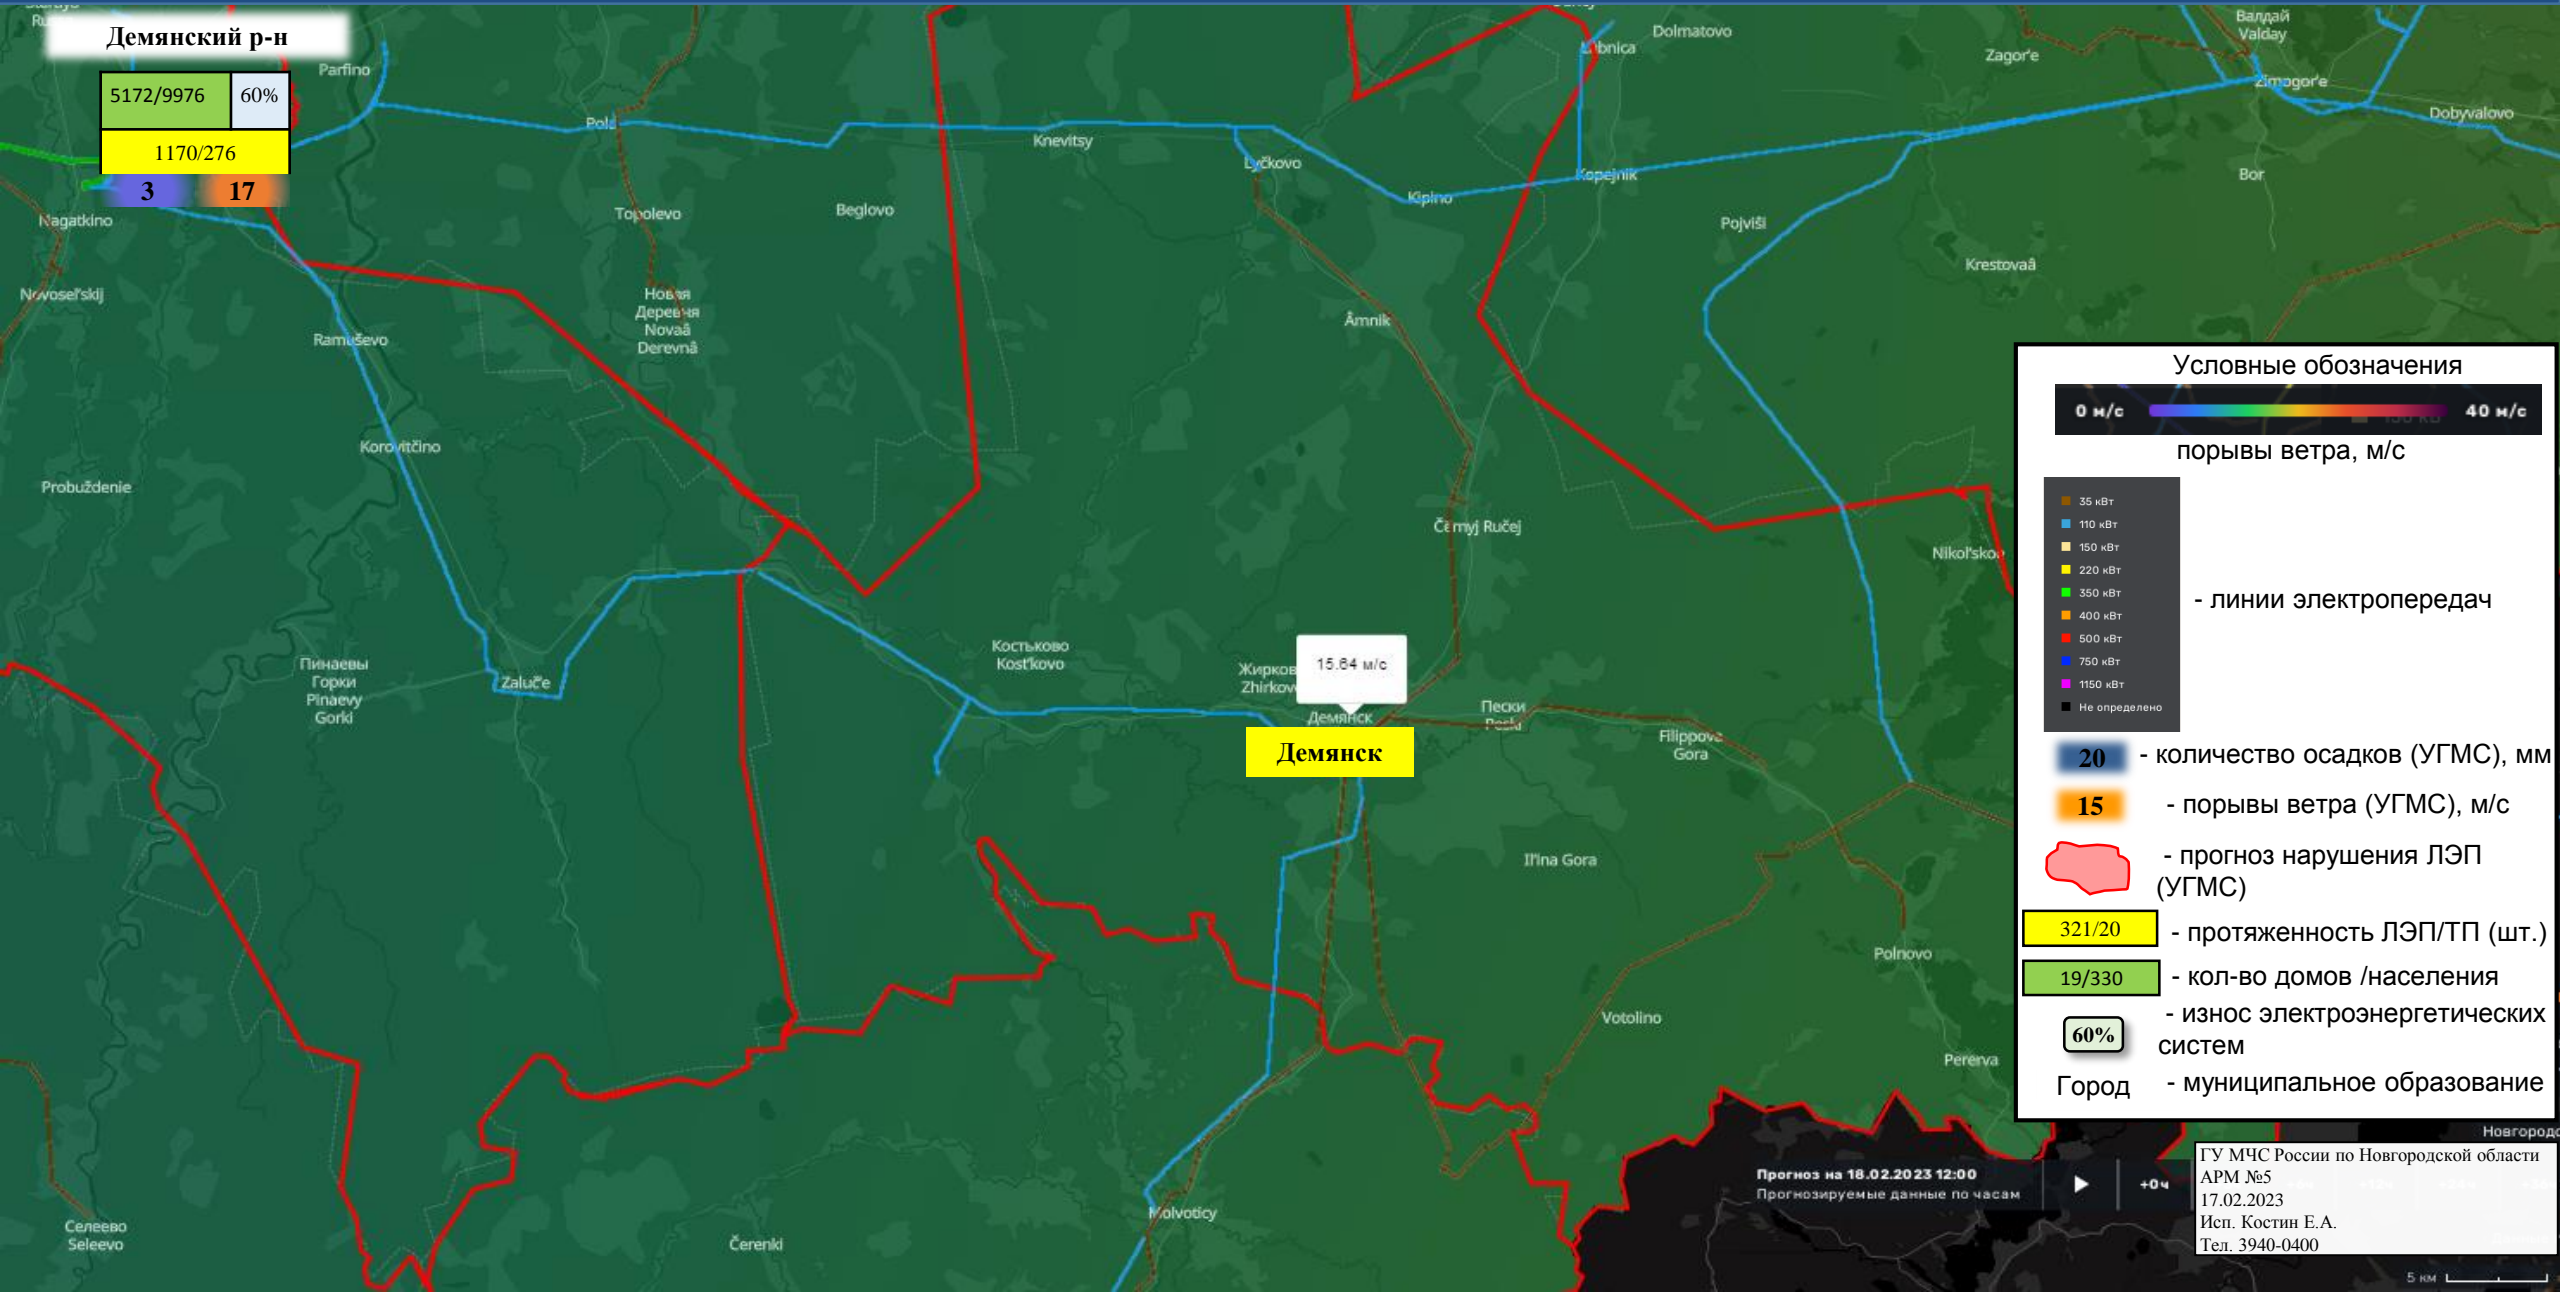 Демянский р-н
5172/9976
60%
1170/276
3
17
Parfino
Pola
Knevitsy
Lyčkovo
Kipino
Kopejnik
Dolmatovo
Zagor'e
Валдай
Valday
Zimogor'e
Dobyvalovo
Bor
Nagatkino
Topolevo
Beglovo
Pojviši
Krestovaâ
Novosel'skij
Новая
Деревня
Novaâ
Derevnâ
Ramuševo
Âmnik
Korovitčino
Probuždenie
Nikol'skoe
Костьково
Kost'kovo
Пинаевы
Горки
Pinaevy
Gorki
Zaluč'e
15.64 м/с
Демянск
Демянск
Пески
Peski
Filippova
Gora
Il'ina Gora
Polnovo
Votolino
Pererva
Molvoticy
Čerenki
Селеево
Seleevo
Условные обозначения
0 м/с
40 м/с
порывы ветра, м/с
35 кВт
110 кВт
150 кВт
220 кВт
350 кВт
400 кВт
500 кВт
750 кВт
1150 кВт
Не определено
- линии электропередач
20 - количество осадков (УГМС), мм
15 - порывы ветра (УГМС), м/с
- прогноз нарушения ЛЭП
(УГМС)
321/20 - протяженность ЛЭП/ТП (шт.)
19/330 - кол-во домов /населения
60% - износ электроэнергетических
систем
Город - муниципальное образование
Прогноз на 18.02.2023 12:00
Прогнозируемые данные по часам
+0ч
ГУ МЧС России по Новгородской области
АРМ №5
17.02.2023
Исп. Костин Е.А.
Тел. 3940-0400
5 км